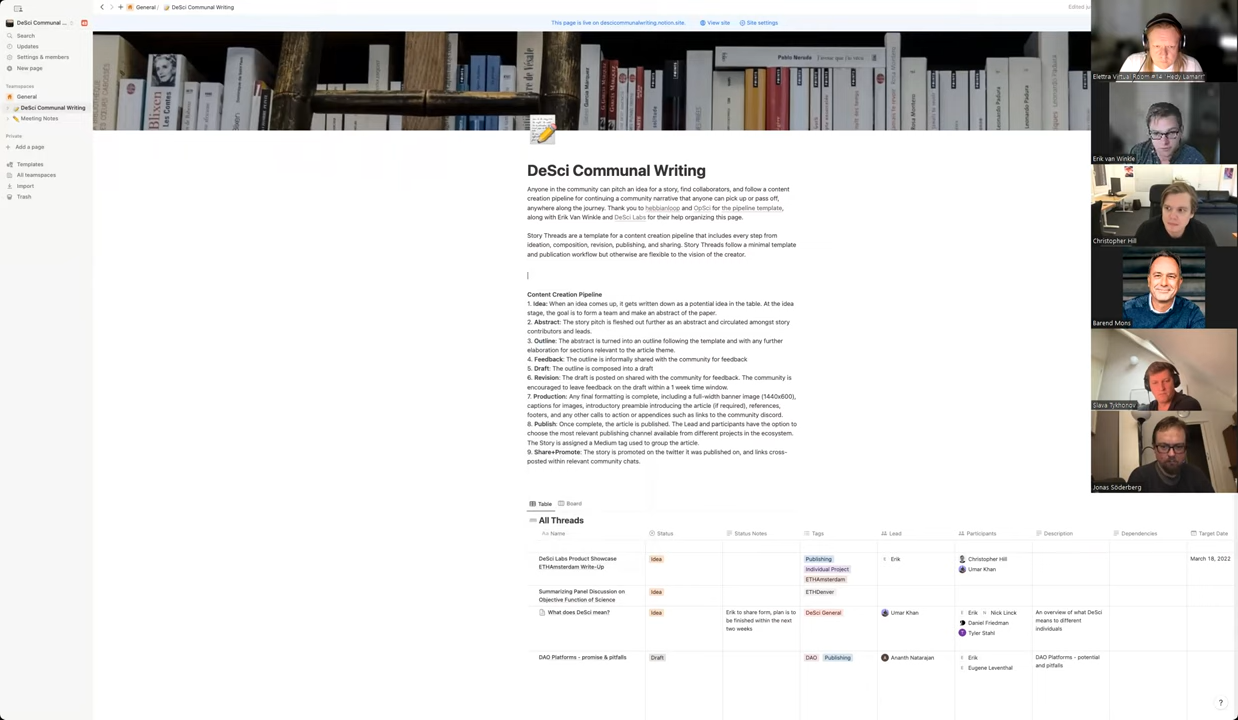 DeSci Communal ...
General / DeSci Communal Writing
Search
Updates
Settings & members
New page
Teamspaces
General
DeSci Communal Writing
Meeting Notes
Private
Add a page
Templates
All teamspaces
Import
Trash
This page is live on descicommunalwriting.notion.site. View site Site settings
Blixen
Pablo Neruda
DeSci Communal Writing
Anyone in the community can pitch an idea for a story, find collaborators, and follow a content
creation pipeline for continuing a community narrative that anyone can pick up or pass off,
anywhere along the journey. Thank you to hebbianloop and OpSci for the pipeline template,
along with Erik Van Winkle and DeSci Labs for their help organizing this page.
Story Threads are a template for a content creation pipeline that includes every step from
ideation, composition, revision, publishing, and sharing. Story Threads follow a minimal template
and publication workflow but otherwise are flexible to the vision of the creator.
Content Creation Pipeline
1. Idea: When an idea comes up, it gets written down as a potential idea in the table. At the idea
stage, the goal is to form a team and make an abstract of the paper.
2. Abstract: The story pitch is fleshed out further as an abstract and circulated amongst story
contributors and leads.
3. Outline: The abstract is turned into an outline following the template and with any further
elaboration for sections relevant to the article theme.
4. Feedback: The outline is informally shared with the community for feedback
5. Draft: The outline is composed into a draft
6. Revision: The draft is posted on shared with the community for feedback. The community is
encouraged to leave feedback on the draft within a 1 week time window.
7. Production: Any final formatting is complete, including a full-width banner image (1440x600),
captions for images, introductory preamble introducing the article (if required), references,
footers, and any other calls to action or appendices such as links to the community discord.
8. Publish: Once complete, the article is published. The Lead and participants have the option to
choose the most relevant publishing channel available from different projects in the ecosystem.
The Story is assigned a Medium tag used to group the article.
9. Share+Promote: The story is promoted on the twitter it was published on, and links cross-
posted within relevant community chats.
Table Board
All Threads
Aa Name Status Status Notes Tags Lead Participants Description Dependencies Target Date
DeSci Labs Product Showcase
ETHAmsterdam Write-Up
Idea
Publishing
Individual Project
ETHAmsterdam
Erik
Christopher Hill
Umar Khan
March 18, 2022
Summarizing Panel Discussion on
Objective Function of Science
Idea
ETHDenver
What does DeSci mean?
Idea
Erik to share form, plan is to
be finished within the next
two weeks
DeSci General
Umar Khan
Erik N Nick Linck
Daniel Friedman
T Tyler Stahl
An overview of what DeSci
means to different
individuals
DAO Platforms - promise & pitfalls
Draft
DAO Publishing
A Ananth Natarajan
Erik
Eugene Leventhal
DAO Platforms - potential
and pitfalls
Elettra Virtual Room #14 "Hedy Lamarr"
Erik van Winkle
Christopher Hill
Barend Mons
Slava Tykhonov
Jonas Söderberg
?